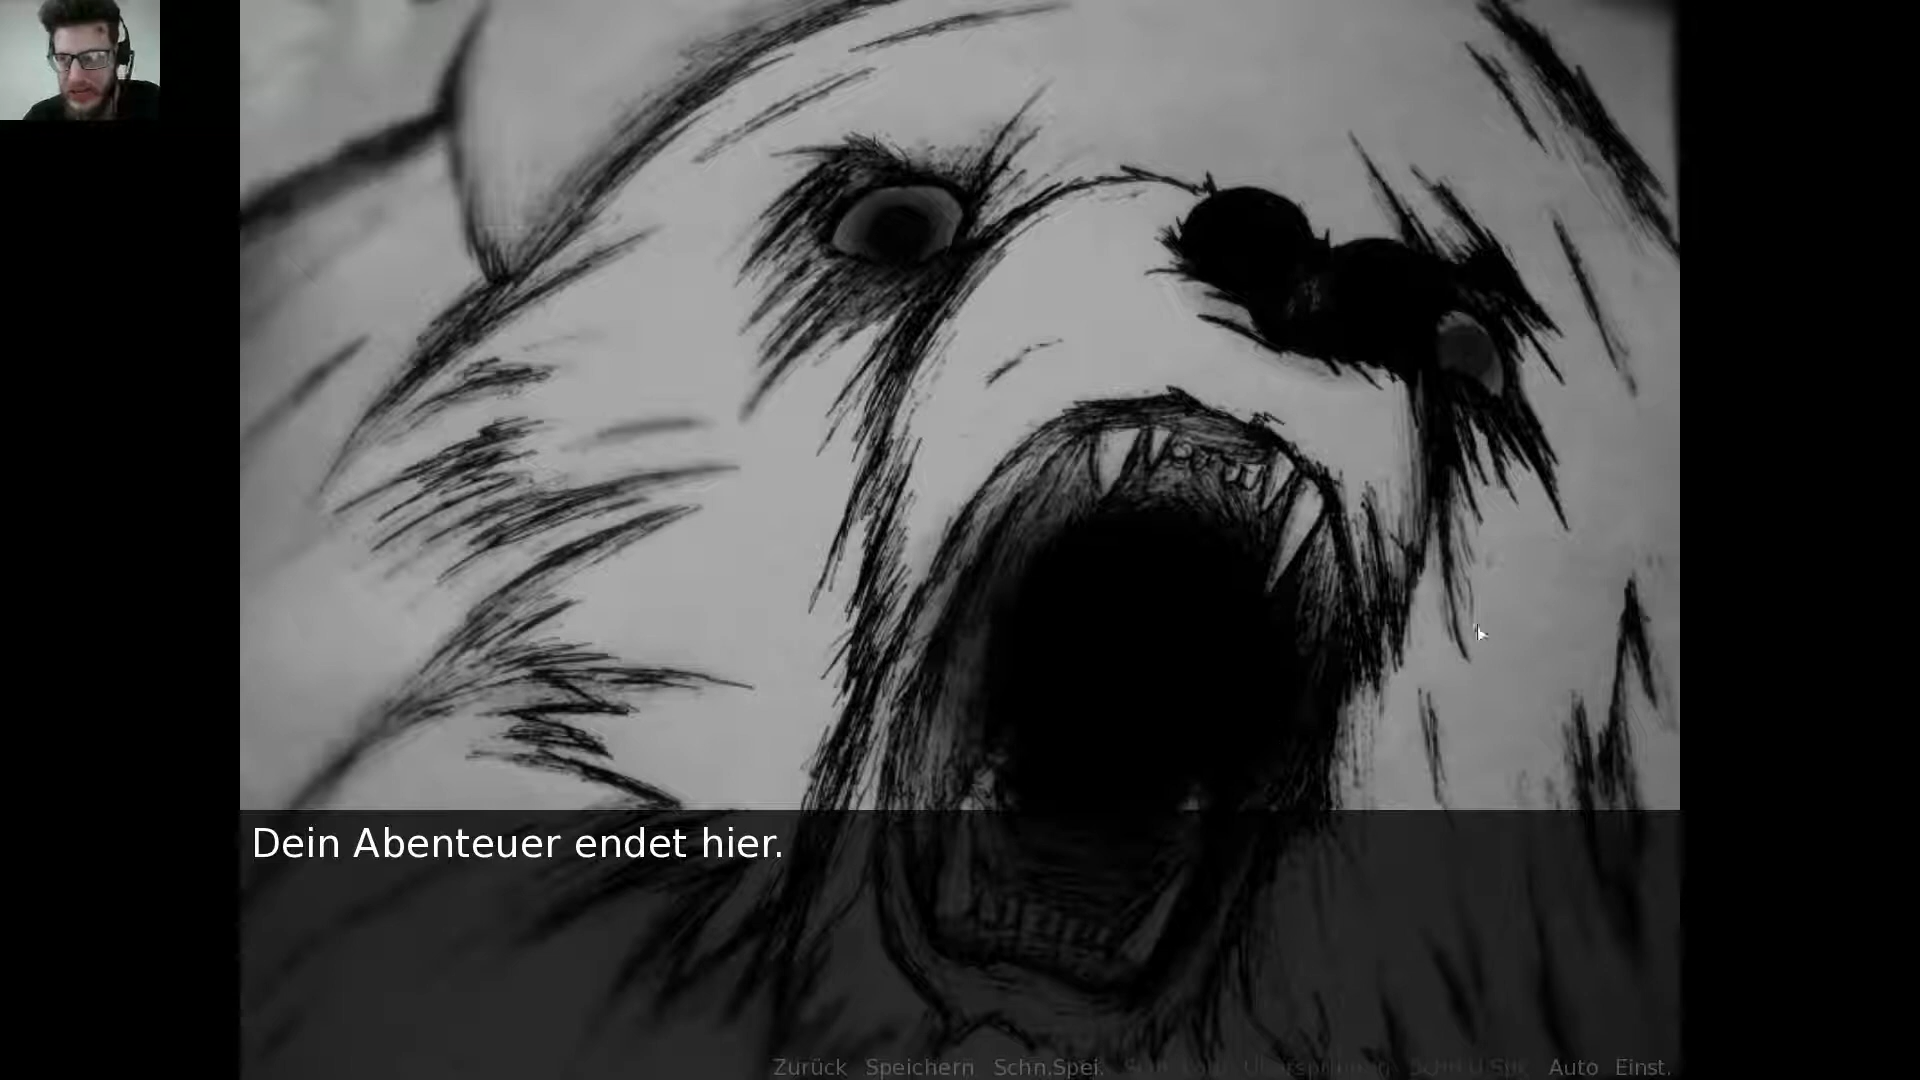 Dein Abenteuer endet hier.
Zurück Speichern Schn.Spei. Auto Einst.